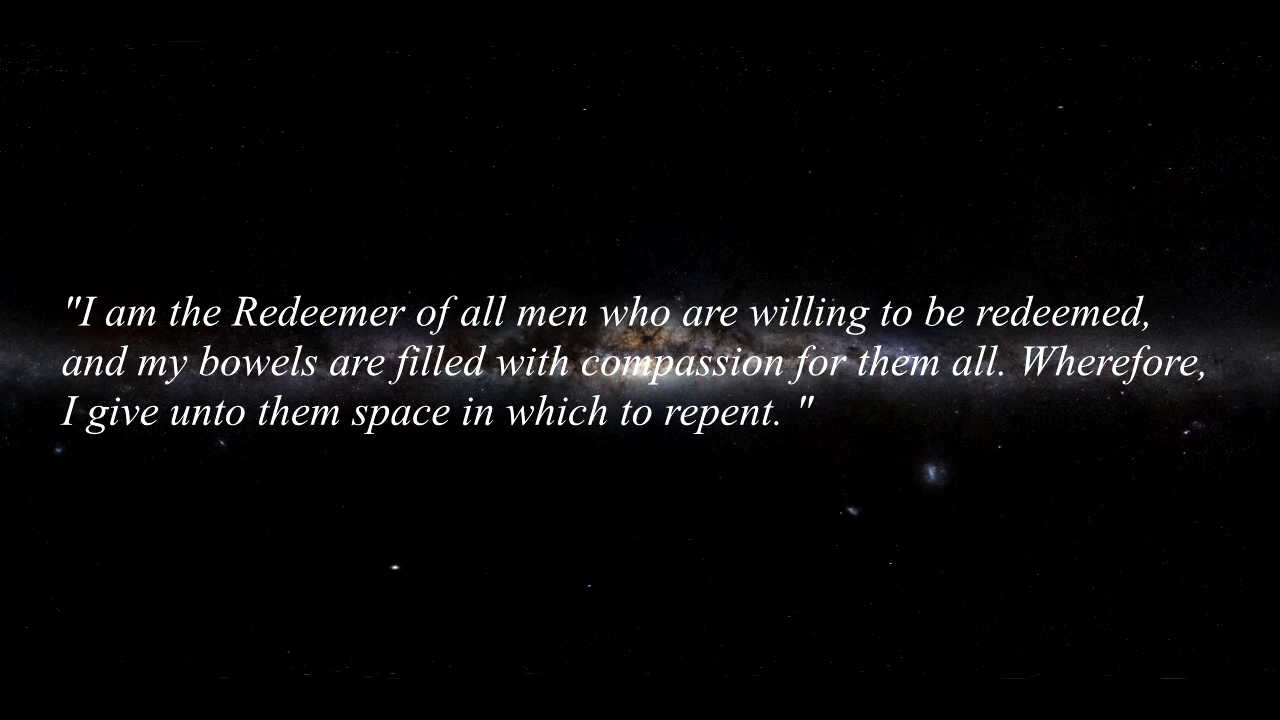 "I am the Redeemer of all men who are willing to be redeemed,
and my bowels are filled with compassion for them all. Wherefore,
I give unto them space in which to repent. "